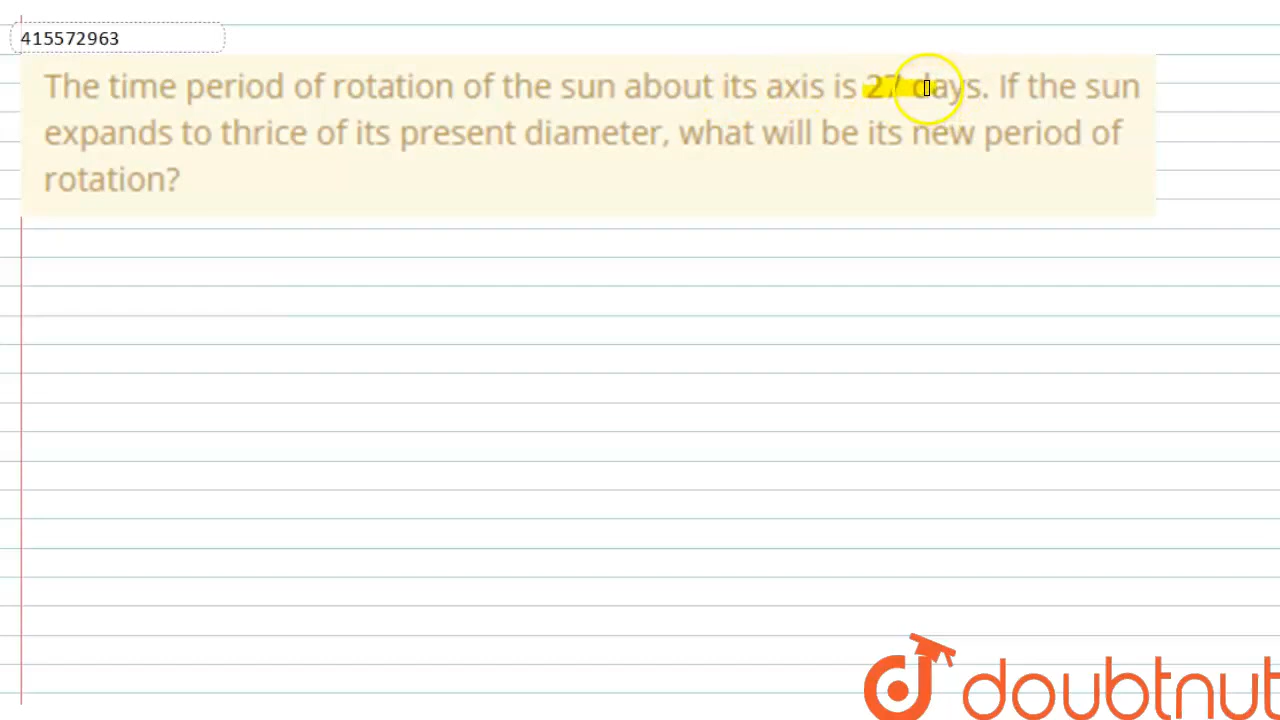 415572963
The time period of rotation of the sun about its axis is 27 days. If the sun
expands to thrice of its present diameter, what will be its new period of
rotation?
doubtnut